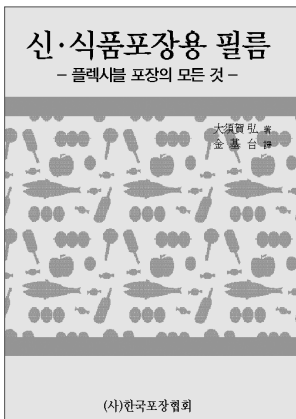 신·식품포장용 필름
– 플렉시블 포장의 모든 것 –
大須賀 弘 著
金 基 台 譯
(사)한국포장협회